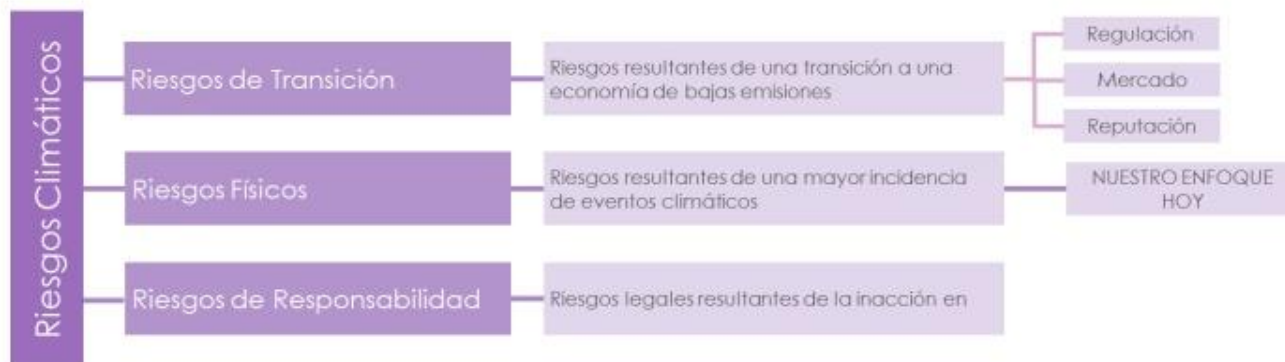 Riesgos Climáticos
Riesgos de Transición
Riesgos resultantes de una transición a una
economía de bajas emisiones
Regulación
Mercado
Reputación
Riesgos Físicos
Riesgos resultantes de una mayor incidencia
de eventos climáticos
NUESTRO ENFOQUE
HOY
Riesgos de Responsabilidad
Riesgos legales resultantes de la inacción en